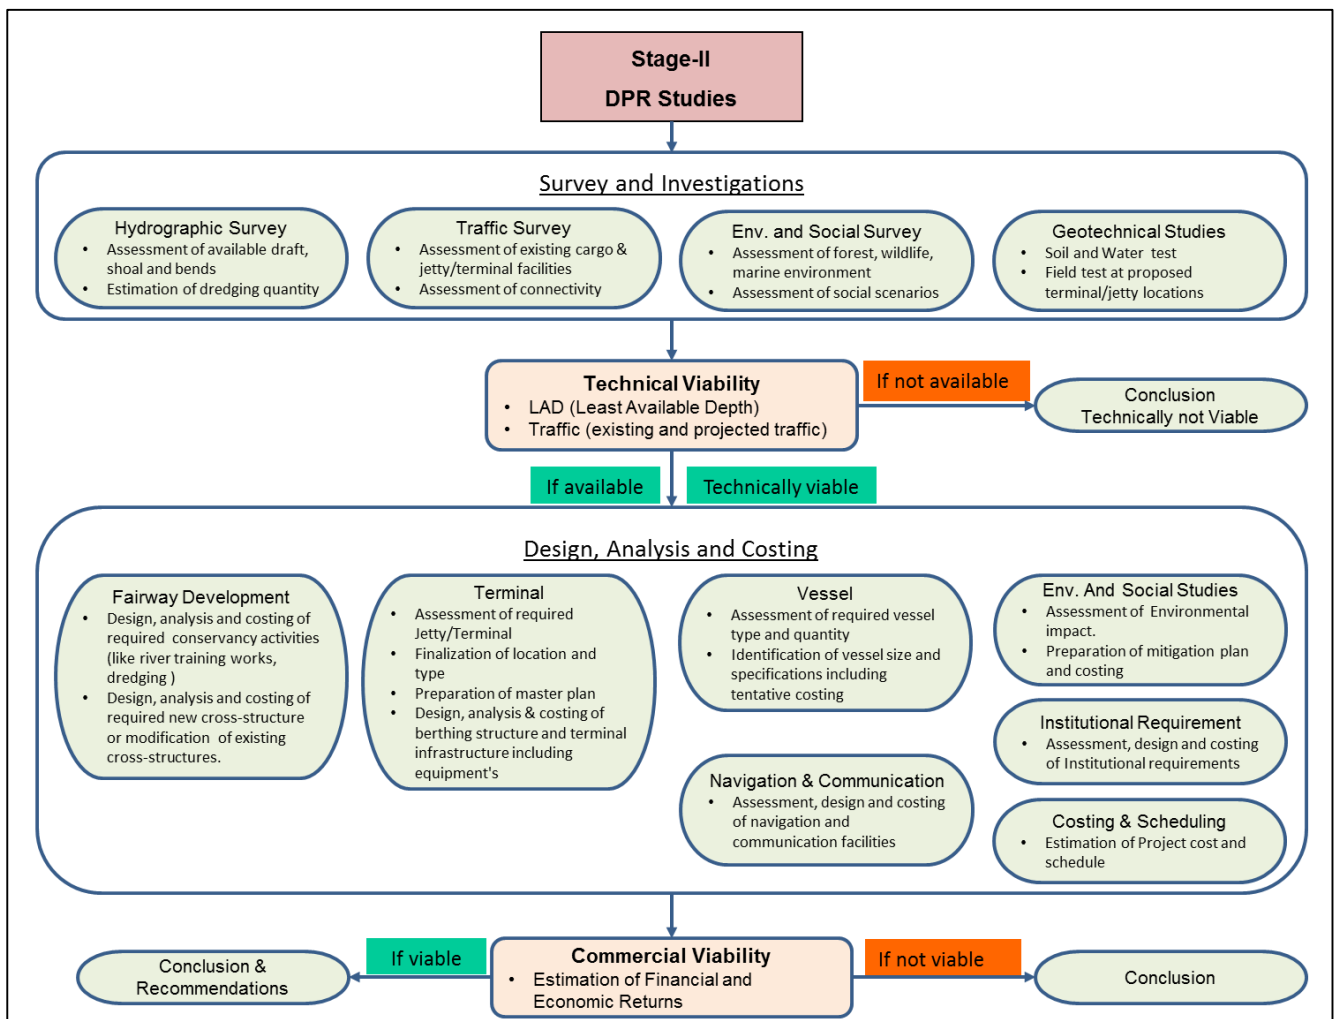 Stage-II
DPR Studies
Survey and Investigations
Hydrographic Survey
• Assessment of available draft,
shoal and bends
• Estimation of dredging quantity
Traffic Survey
• Assessment of existing cargo &
jetty/terminal facilities
• Assessment of connectivity
Env. and Social Survey
• Assessment of forest, wildlife,
marine environment
• Assessment of social scenarios
Geotechnical Studies
• Soil and Water test
• Field test at proposed
terminal/jetty locations
Technical Viability
• LAD (Least Available Depth)
• Traffic (existing and projected traffic)
If not available
Conclusion
Technically not Viable
If available
Technically viable
Design, Analysis and Costing
Fairway Development
• Design, analysis and costing of
required conservancy activities
(like river training works,
dredging )
• Design, analysis and costing of
required new cross-structure
or modification of existing
cross-structures.
Terminal
• Assessment of required
Jetty/Terminal
• Finalization of location and
type
• Preparation of master plan
• Design, analysis & costing of
berthing structure and terminal
infrastructure including
equipment's
Vessel
• Assessment of required vessel
type and quantity
• Identification of vessel size and
specifications including
tentative costing
Navigation & Communication
• Assessment, design and costing
of navigation and
communication facilities
Env. And Social Studies
• Assessment of Environmental
impact.
• Preparation of mitigation plan
and costing
Institutional Requirement
• Assessment, design and costing
of Institutional requirements
Costing & Scheduling
• Estimation of Project cost and
schedule
Commercial Viability
• Estimation of Financial and
Economic Returns
If viable
Conclusion &
Recommendations
If not viable
Conclusion